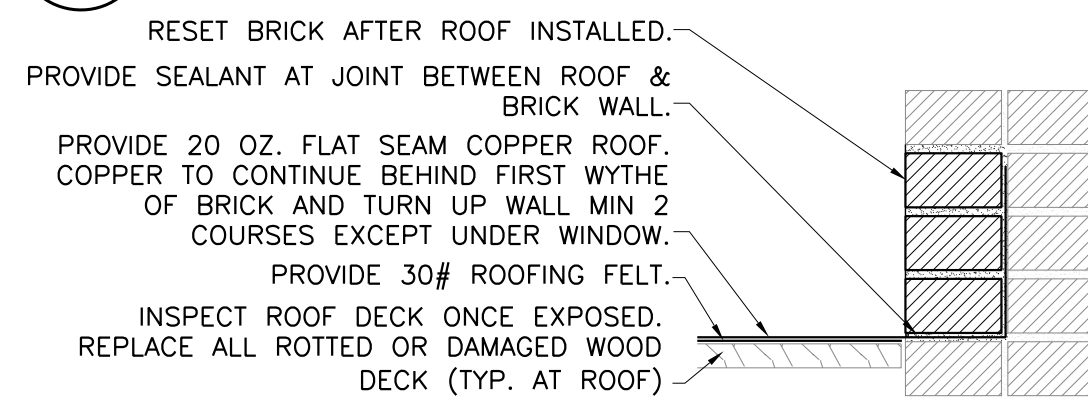 RESET BRICK AFTER ROOF INSTALLED.
PROVIDE SEALANT AT JOINT BETWEEN ROOF &
BRICK WALL.
PROVIDE 20 OZ. FLAT SEAM COPPER ROOF.
COPPER TO CONTINUE BEHIND FIRST WYTHE
OF BRICK AND TURN UP WALL MIN 2
COURSES EXCEPT UNDER WINDOW.
PROVIDE 30# ROOFING FELT.
INSPECT ROOF DECK ONCE EXPOSED.
REPLACE ALL ROTTED OR DAMAGED WOOD
DECK (TYP. AT ROOF)